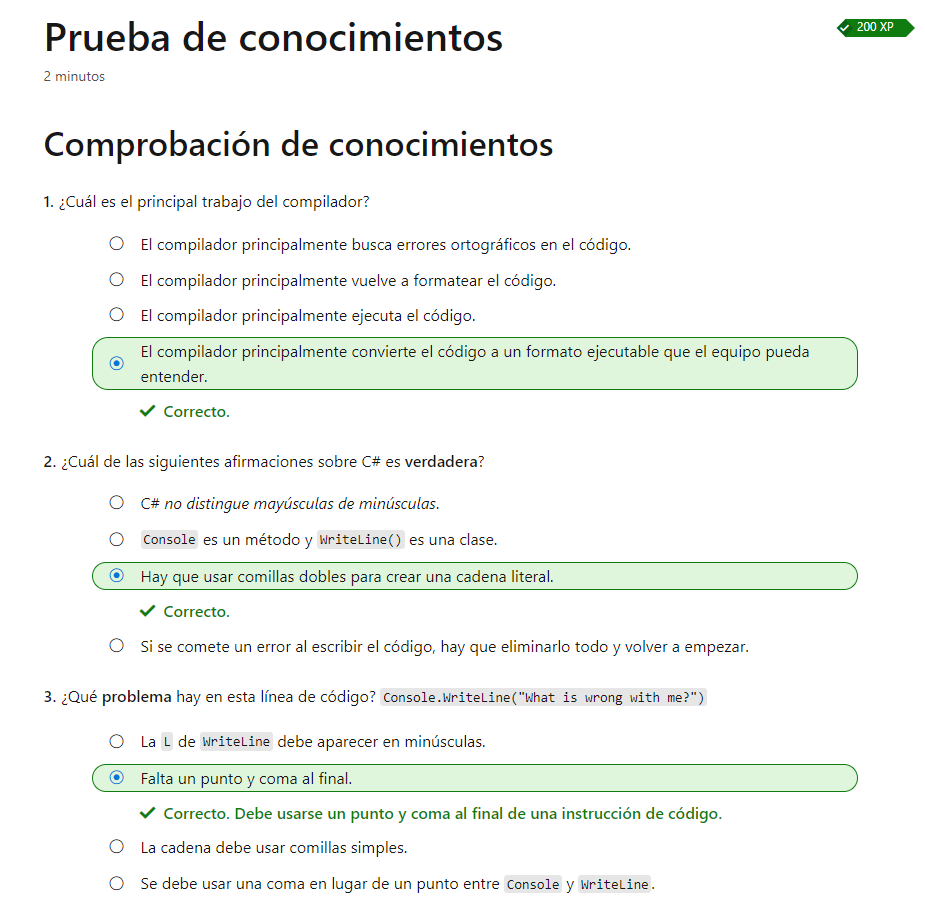 Prueba de conocimientos
200 XP
2 minutos
Comprobación de conocimientos
1. ¿Cuál es el principal trabajo del compilador?
El compilador principalmente busca errores ortográficos en el código.
El compilador principalmente vuelve a formatear el código.
El compilador principalmente ejecuta el código.
El compilador principalmente convierte el código a un formato ejecutable que el equipo pueda
entender.
Correcto.
2. ¿Cuál de las siguientes afirmaciones sobre C# es verdadera?
C# no distingue mayúsculas de minúsculas.
Console es un método y WriteLine() es una clase.
Hay que usar comillas dobles para crear una cadena literal.
Correcto.
Si se comete un error al escribir el código, hay que eliminarlo todo y volver a empezar.
3. ¿Qué problema hay en esta línea de código? Console.WriteLine("What is wrong with me?")
La L de WriteLine debe aparecer en minúsculas.
Falta un punto y coma al final.
Correcto. Debe usarse un punto y coma al final de una instrucción de código.
La cadena debe usar comillas simples.
Se debe usar una coma en lugar de un punto entre Console y WriteLine.